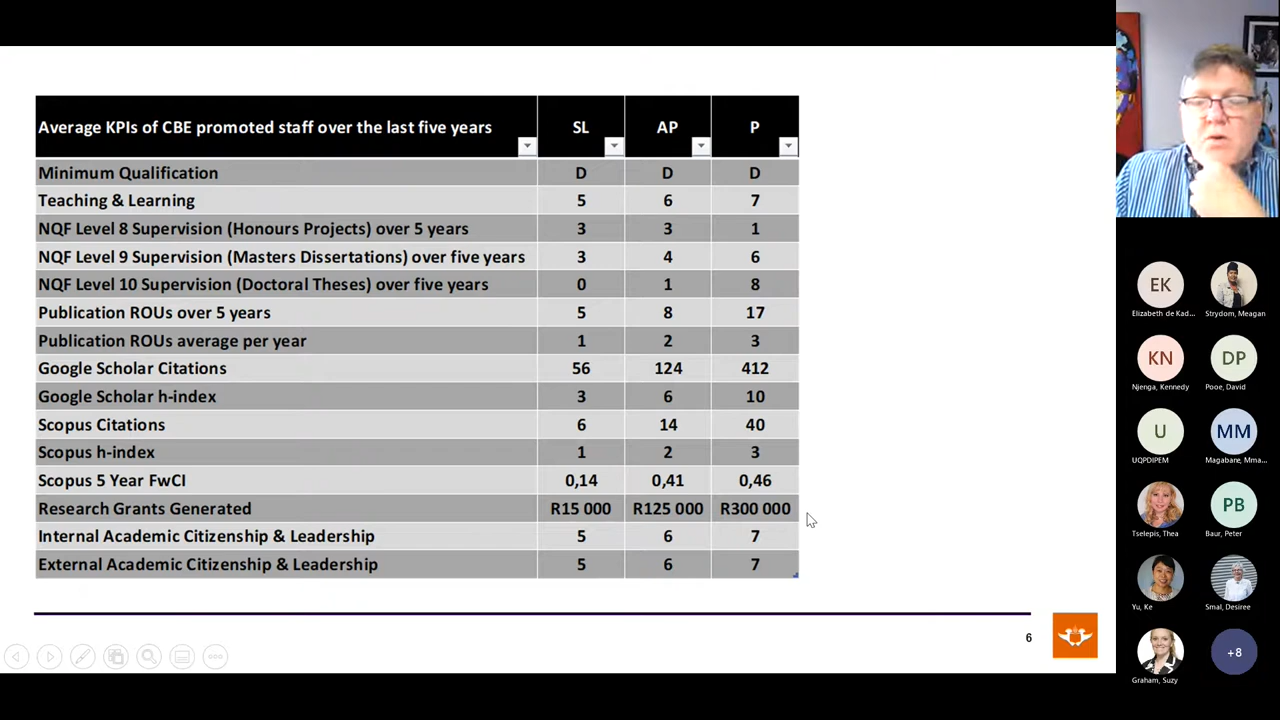 Average KPIs of CBE promoted staff over the last five years SL AP P
Minimum Qualification D D D
Teaching & Learning 5 6 7
NQF Level 8 Supervision (Honours Projects) over 5 years 3 3 1
NQF Level 9 Supervision (Masters Dissertations) over five years 3 4 6
NQF Level 10 Supervision (Doctoral Theses) over five years 0 1 8
Publication ROUs over 5 years 5 8 17
Publication ROUs average per year 1 2 3
Google Scholar Citations 56 124 412
Google Scholar h-index 3 6 10
Scopus Citations 6 14 40
Scopus h-index 1 2 3
Scopus 5 Year FwCI 0,14 0,41 0,46
Research Grants Generated R15 000 R125 000 R300 000
Internal Academic Citizenship & Leadership 5 6 7
External Academic Citizenship & Leadership 5 6 7
6
EK
Elizabeth de Kad...
Strydom, Meagan
KN
Njenga, Kennedy
DP
Pooe, David
U
UQPDIPEM
MM
Magabane, Mma...
Tselepis, Thea
PB
Baur, Peter
Yu, Ke
Smal, Desiree
Graham, Suzy
+8